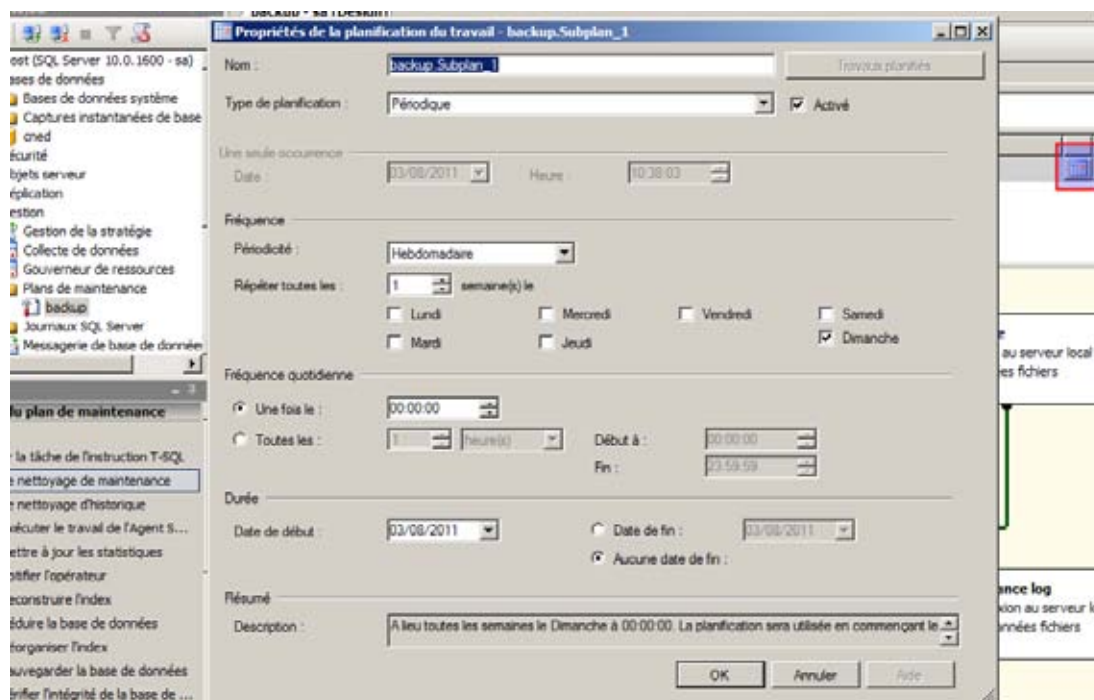 backup - sa [Design]
Propriétés de la planification du travail - backup.Subplan_1
ost (SQL Server 10.0.1600 - sa)
ases de données
Bases de données système
Captures instantanées de base
cned
écurité
bjets serveur
éplication
estion
Gestion de la stratégie
Collecte de données
Gouverneur de ressources
Plans de maintenance
backup
Journaux SQL Server
Messagerie de base de donnée
Nom :
backup.Subplan_1
Travaux planifiés
Type de planification :
Périodique
Activé
Une seule occurrence
Date :
03/08/2011
Heure :
10:38:03
Fréquence
Périodicité :
Hebdomadaire
Répéter toutes les :
1
semaine(s) le
Lundi
Mercredi
Vendredi
Samedi
Mardi
Jeudi
Dimanche
Fréquence quotidienne
Une fois le :
00:00:00
Toutes les :
1
heure(s)
Début à :
00:00:00
Fin :
23:59:59
Durée
Date de début :
03/08/2011
Date de fin :
03/08/2011
Aucune date de fin :
Résumé
Description :
A lieu toutes les semaines le Dimanche à 00:00:00. La planification sera utilisée en commençant le
OK
Annuler
Aide
du plan de maintenance
la tâche de l'instruction T-SQL
nettoyage de maintenance
nettoyage d'historique
xécuter le travail de l'Agent S...
ettre à jour les statistiques
otifier l'opérateur
econstruire l'index
éduire la base de données
éorganiser l'index
auvegarder la base de données
érifier l'intégrité de la base de ...
au serveur local
es fichiers
ance log
xion au serveur l
nnées fichiers